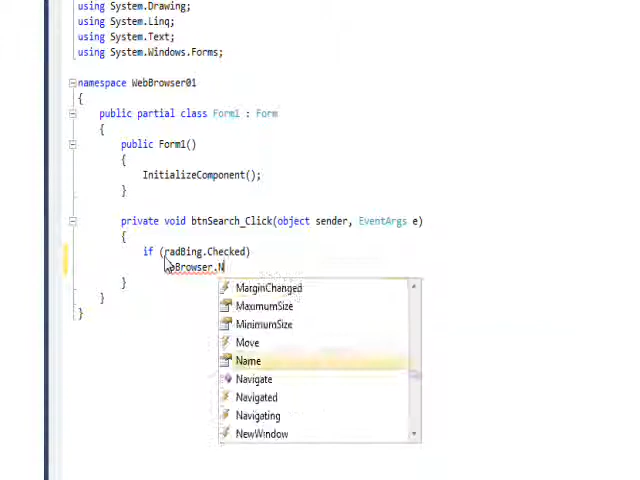 using System.Drawing;
using System.Linq;
using System.Text;
using System.Windows.Forms;
namespace WebBrowser01
{
public partial class Form1 : Form
{
public Form1()
{
InitializeComponent();
}
private void btnSearch_Click(object sender, EventArgs e)
{
if (radBing.Checked)
eBrowser.N
}
}
}
MarginChanged
MaximumSize
MinimumSize
Move
Name
Navigate
Navigated
Navigating
NewWindow